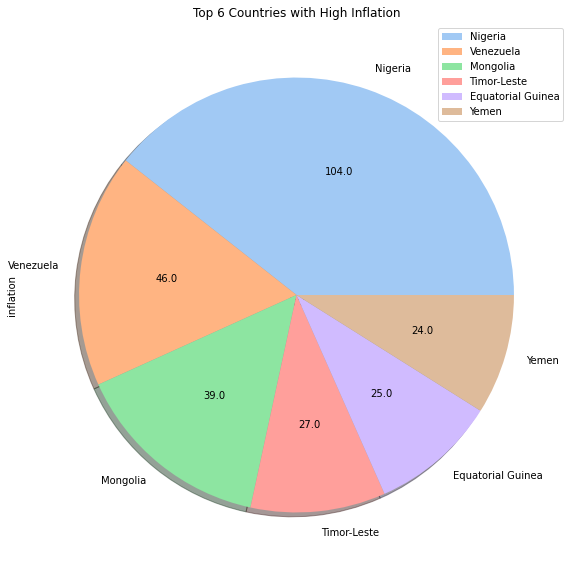 Top 6 Countries with High Inflation
Nigeria
Venezuela
Mongolia
Timor-Leste
Equatorial Guinea
Yemen
Nigeria
104.0
Venezuela
46.0
inflation
24.0
Yemen
39.0
25.0
27.0
Mongolia
Equatorial Guinea
Timor-Leste